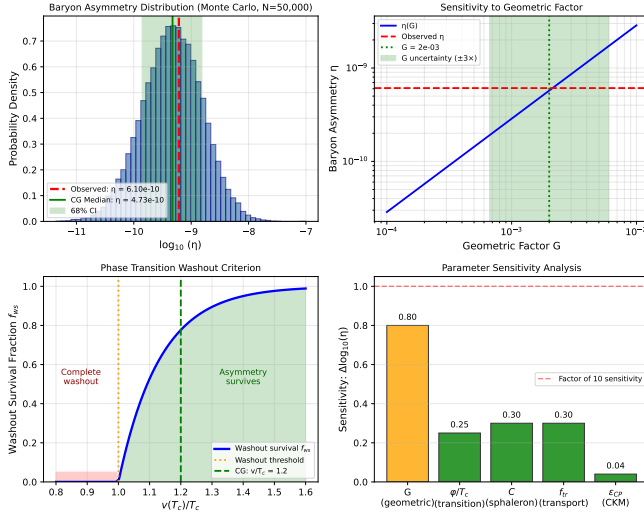 Baryon Asymmetry Distribution (Monte Carlo, N=50,000)
Probability Density
0.7
0.6
0.5
0.4
0.3
0.2
0.1
0.0
Observed: η = 6.10e-10
CG Median: η = 4.73e-10
68% CI
10⁻¹¹
10⁻¹⁰
10⁻⁹
10⁻⁸
10⁻⁷
log₁₀ (η)
Sensitivity to Geometric Factor
Baryon Asymmetry η
10⁻⁹
10⁻¹⁰
η(G)
Observed η
G = 2e-03
G uncertainty (±3×)
10⁻⁴
10⁻³
Geometric Factor G
Phase Transition Washout Criterion
Washout Survival Fraction f_ws
1.0
0.8
0.6
0.4
0.2
0.0
Complete
washout
Asymmetry
survives
Washout survival f_ws
Washout threshold
CG: v/T_c = 1.2
0.8
0.9
1.0
1.1
1.2
1.3
1.4
1.5
1.6
v(T_c)/T_c
Parameter Sensitivity Analysis
Sensitivity: Δlog₁₀(η)
1.0
0.8
0.6
0.4
0.2
0.0
Factor of 10 sensitivity
0.80
0.25
0.30
0.30
0.04
G
(geometric)
φ/T_c
(transition)
C
(sphaleron)
f_tr
(transport)
ε_CP
(CKM)